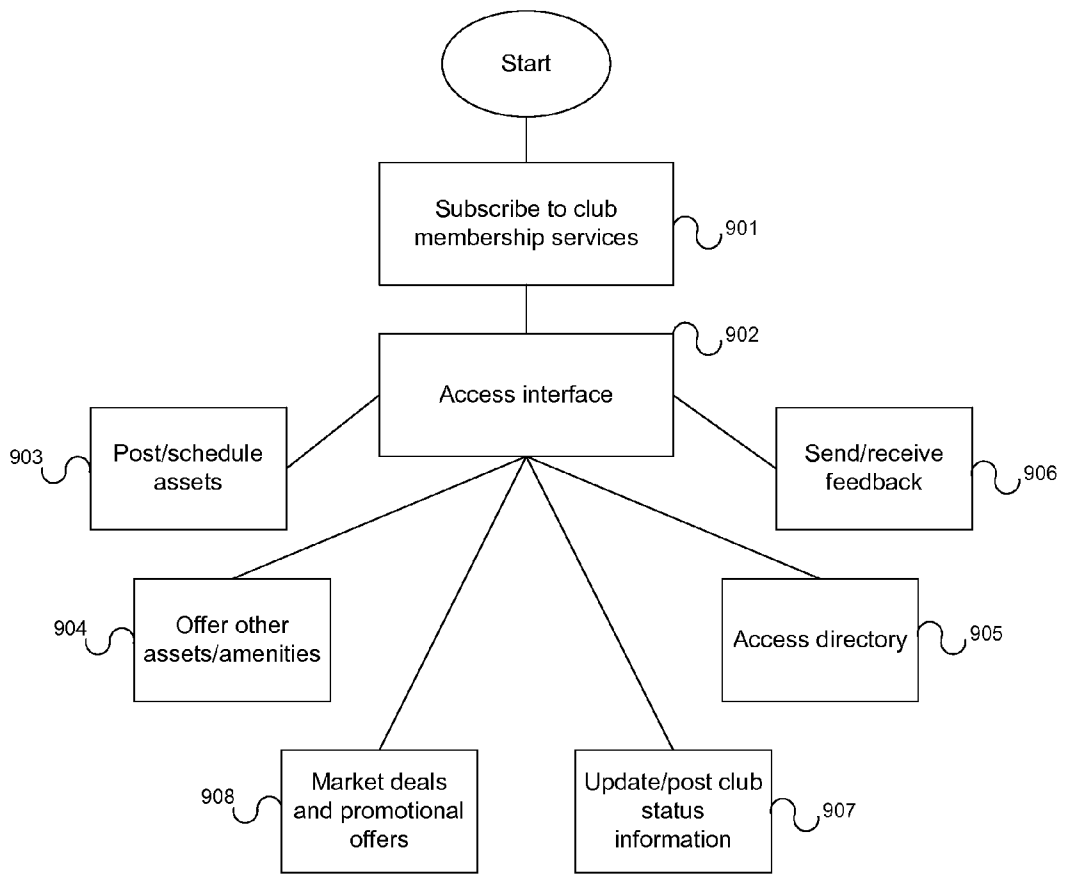 Start
Subscribe to club
membership services
901
902
Access interface
903
Post/schedule
assets
Send/receive
feedback
906
904
Offer other
assets/amenities
Access directory
905
908
Market deals
and promotional
offers
Update/post club
status
information
907